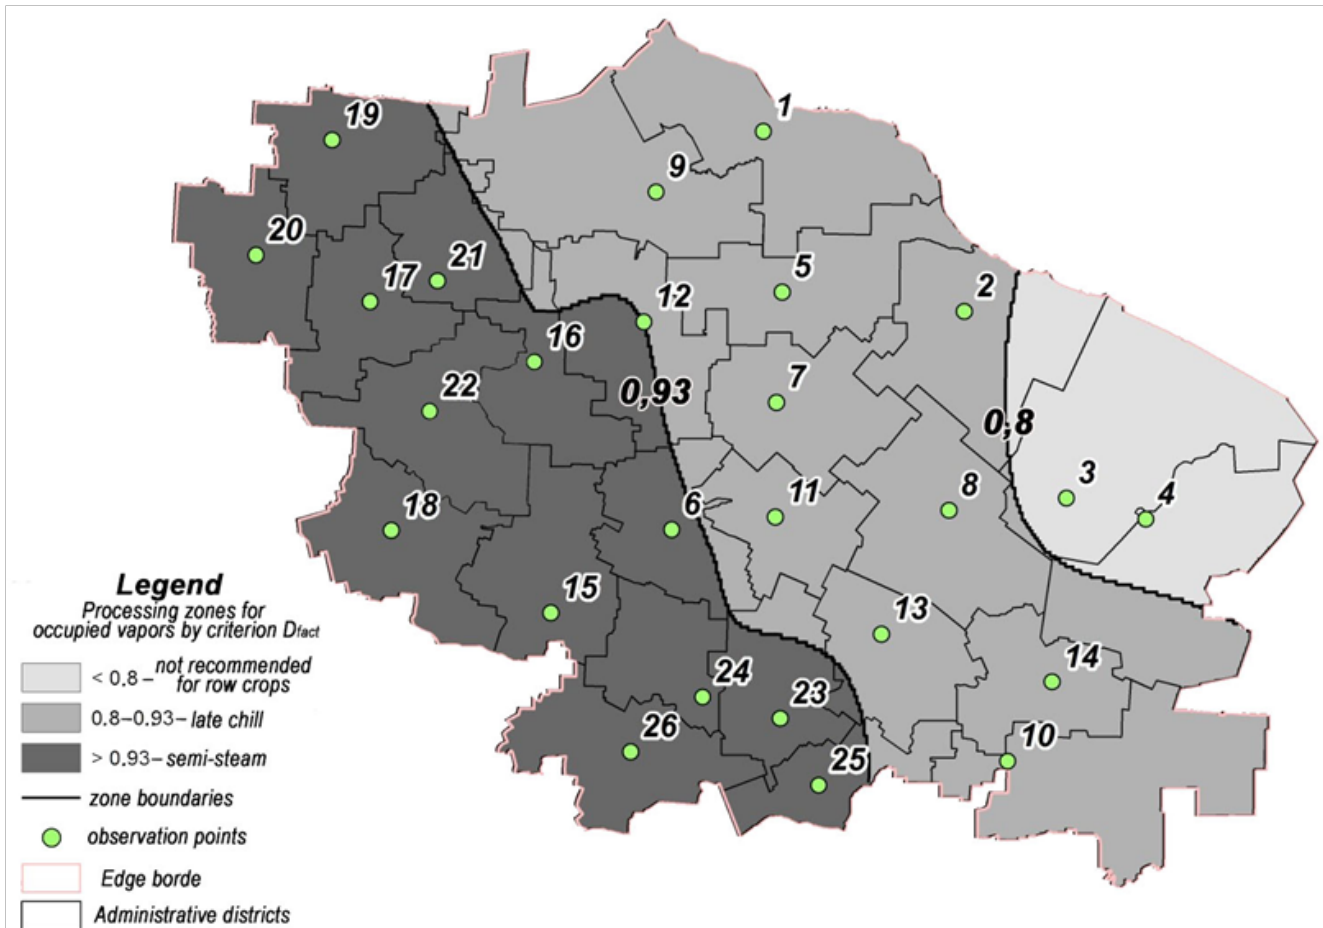 1
19
9
20
21
17
5
2
12
16
7
22
0,93
0,8
3
4
18
6
11
8
15
13
14
24
23
26
10
25
Legend
Processing zones for
occupied vapors by criterion Dfact
< 0.8 – not recommended
for row crops
0.8–0.93– late chill
> 0.93– semi-steam
zone boundaries
observation points
Edge borde
Administrative districts